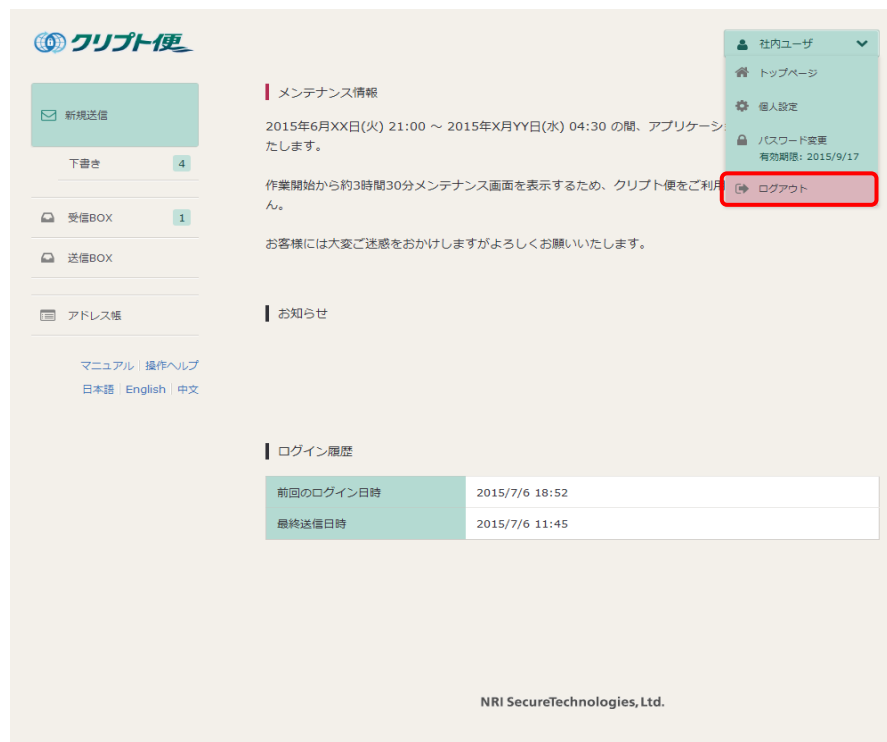 クリプト便
社内ユーザ
トップページ
個人設定
パスワード変更
有効期限: 2015/9/17
ログアウト
新規送信
下書き 4
受信BOX 1
送信BOX
アドレス帳
マニュアル 操作ヘルプ
日本語 English 中文
メンテナンス情報
2015年6月XX日(火) 21:00 ～ 2015年X月YY日(水) 04:30 の間、アプリケーシ
たします。
作業開始から約3時間30分メンテナンス画面を表示するため、クリプト便をご利用
ん。
お客様には大変ご迷惑をおかけしますがよろしくお願いいたします。
お知らせ
ログイン履歴
前回のログイン日時 2015/7/6 18:52
最終送信日時 2015/7/6 11:45
NRI SecureTechnologies, Ltd.